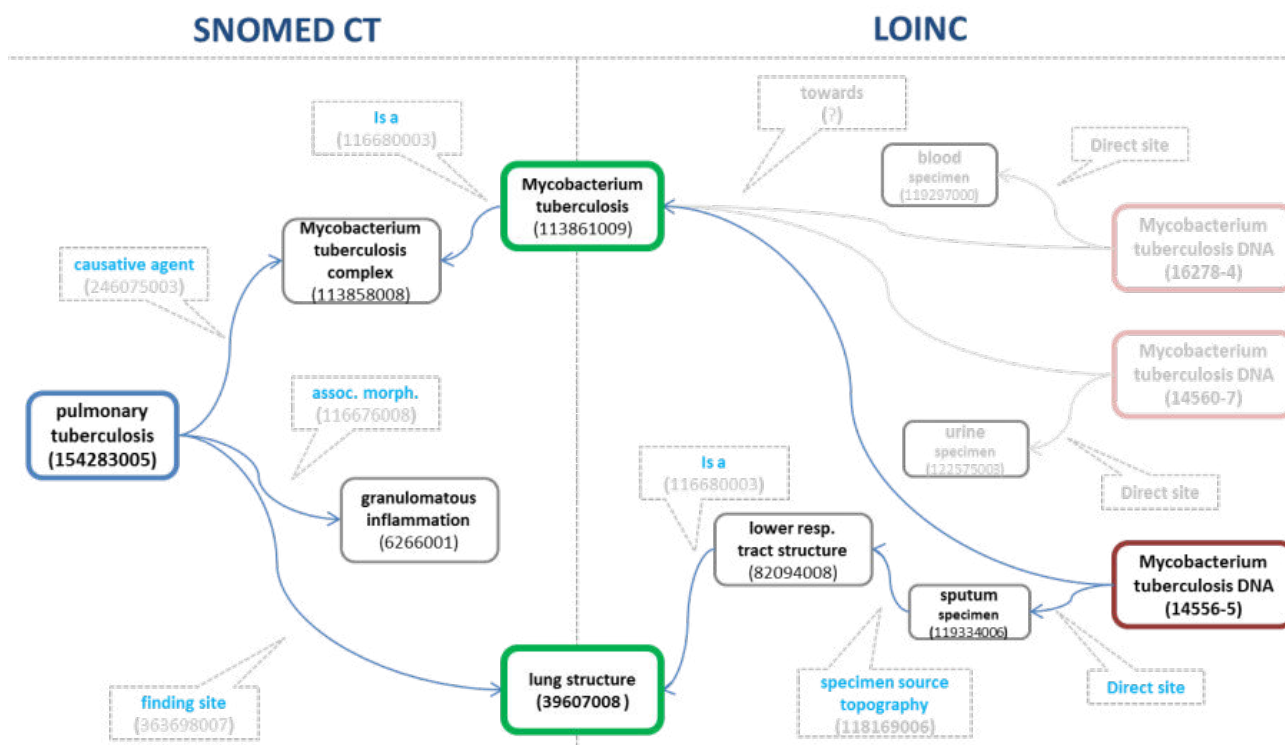 SNOMED CT
LOINC
Is a
(116680003)
towards
(?)
blood
specimen
(119297000)
Direct site
Mycobacterium
tuberculosis
(113861009)
Mycobacterium
tuberculosis DNA
(16278-4)
Mycobacterium
tuberculosis
complex
(113858008)
causative agent
(246075003)
Mycobacterium
tuberculosis DNA
(14560-7)
assoc. morph.
(116676008)
pulmonary
tuberculosis
(154283005)
urine
specimen
(122575003)
Is a
(116680003)
Direct site
granulomatous
inflammation
(6266001)
lower resp.
tract structure
(82094008)
Mycobacterium
tuberculosis DNA
(14556-5)
sputum
specimen
(119334006)
lung structure
(39607008)
finding site
(363698007)
specimen source
topography
(118169006)
Direct site